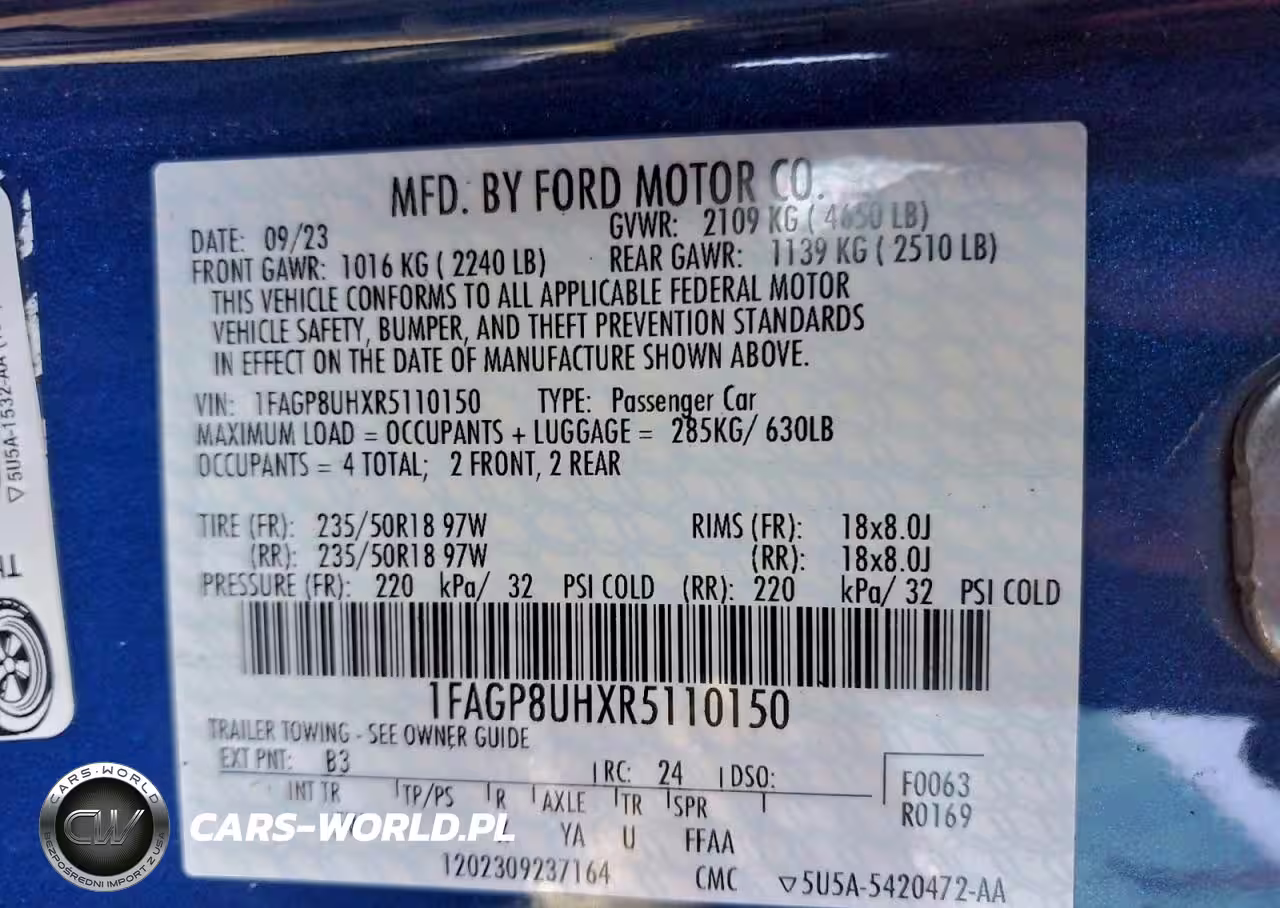 MFD. BY FORD MOTOR CO.
DATE: 09/23 GVWR: 2109 KG ( 4650 LB)
FRONT GAWR: 1016 KG ( 2240 LB) REAR GAWR: 1139 KG ( 2510 LB)
THIS VEHICLE CONFORMS TO ALL APPLICABLE FEDERAL MOTOR
VEHICLE SAFETY, BUMPER, AND THEFT PREVENTION STANDARDS
IN EFFECT ON THE DATE OF MANUFACTURE SHOWN ABOVE.
VIN: 1FAGP8UHXR5110150 TYPE: Passenger Car
MAXIMUM LOAD = OCCUPANTS + LUGGAGE = 285KG/ 630LB
OCCUPANTS = 4 TOTAL; 2 FRONT, 2 REAR
TIRE (FR): 235/50R18 97W RIMS (FR): 18x8.0J
(RR): 235/50R18 97W (RR): 18x8.0J
PRESSURE (FR): 220 kPa/ 32 PSI COLD (RR): 220 kPa/ 32 PSI COLD
1FAGP8UHXR5110150
TRAILER TOWING - SEE OWNER GUIDE
EXT PNT: B3 RC: 24 DSO: F0063
INT TR TP/PS R AXLE TR SPR R0169
YA U FFAA
1202309237164 CMC 5U5A-5420472-AA
5U5A-1532-AA
CARS-WORLD
CW
BEZPOŚREDNI IMPORT Z USA
CARS-WORLD.PL